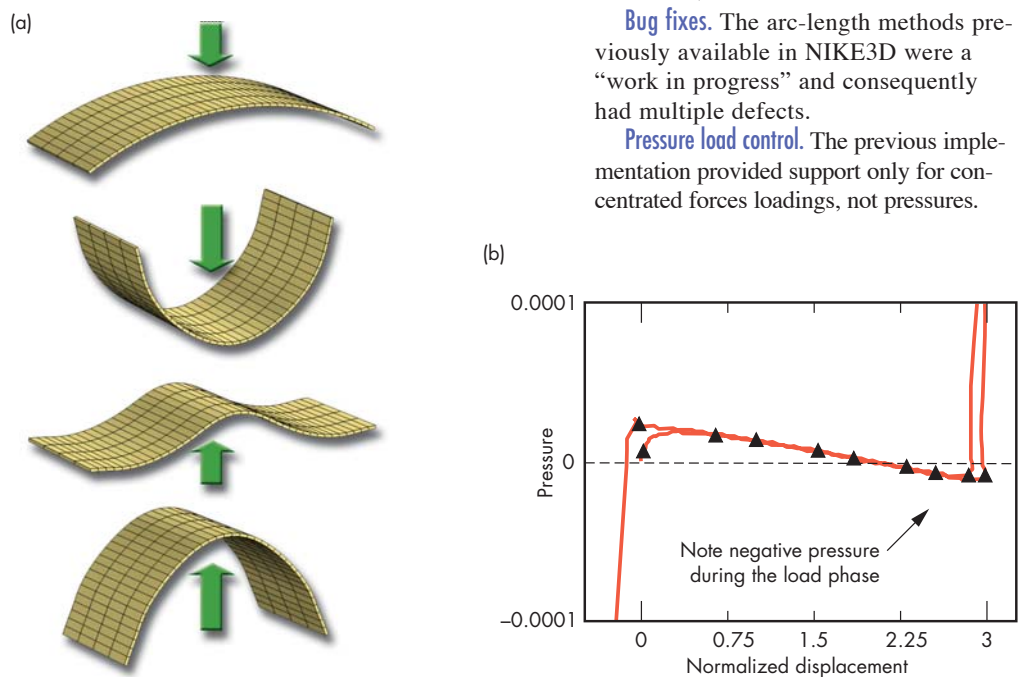 (a)
Bug fixes. The arc-length methods pre-
viously available in NIKE3D were a
“work in progress” and consequently
had multiple defects.
Pressure load control. The previous imple-
mentation provided support only for con-
centrated forces loadings, not pressures.
(b)
0.0001
Pressure
0
Note negative pressure
during the load phase
–0.0001
0 0.75 1.5 2.25 3
Normalized displacement